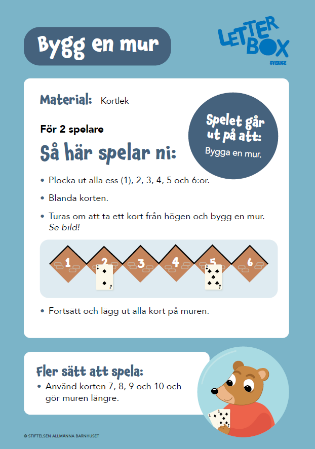 Bygg en mur
LETTER
BOX
Material: Kortlek
Spelet går
ut på att:
Bygga en mur.
För 2 spelare
Så här spelar ni:
• Plocka ut alla ess (1), 2, 3, 4, 5 och 6:or.
• Blanda korten.
• Turas om att ta ett kort från högen och bygg en mur.
Se bild!
1 2 3 4 5 6
• Fortsatt och lägg ut alla kort på muren.
Fler sätt att spela:
• Använd korten 7, 8, 9 och 10 och
gör muren längre.
© STIFTELSEN ALLMÄNNA BARNHUSET